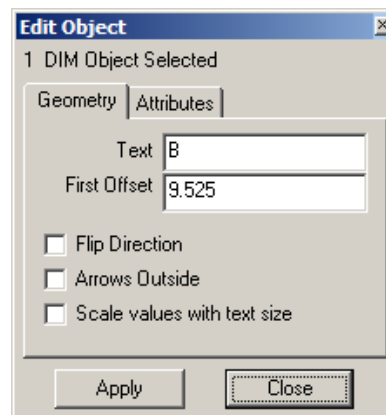 Edit Object
1 DIM Object Selected
Geometry Attributes
Text B
First Offset 9.525
Flip Direction
Arrows Outside
Scale values with text size
Apply Close